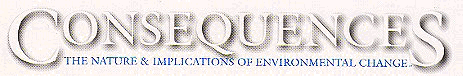 CONSEQUENCES
THE NATURE & IMPLICATIONS OF ENVIRONMENTAL CHANGE